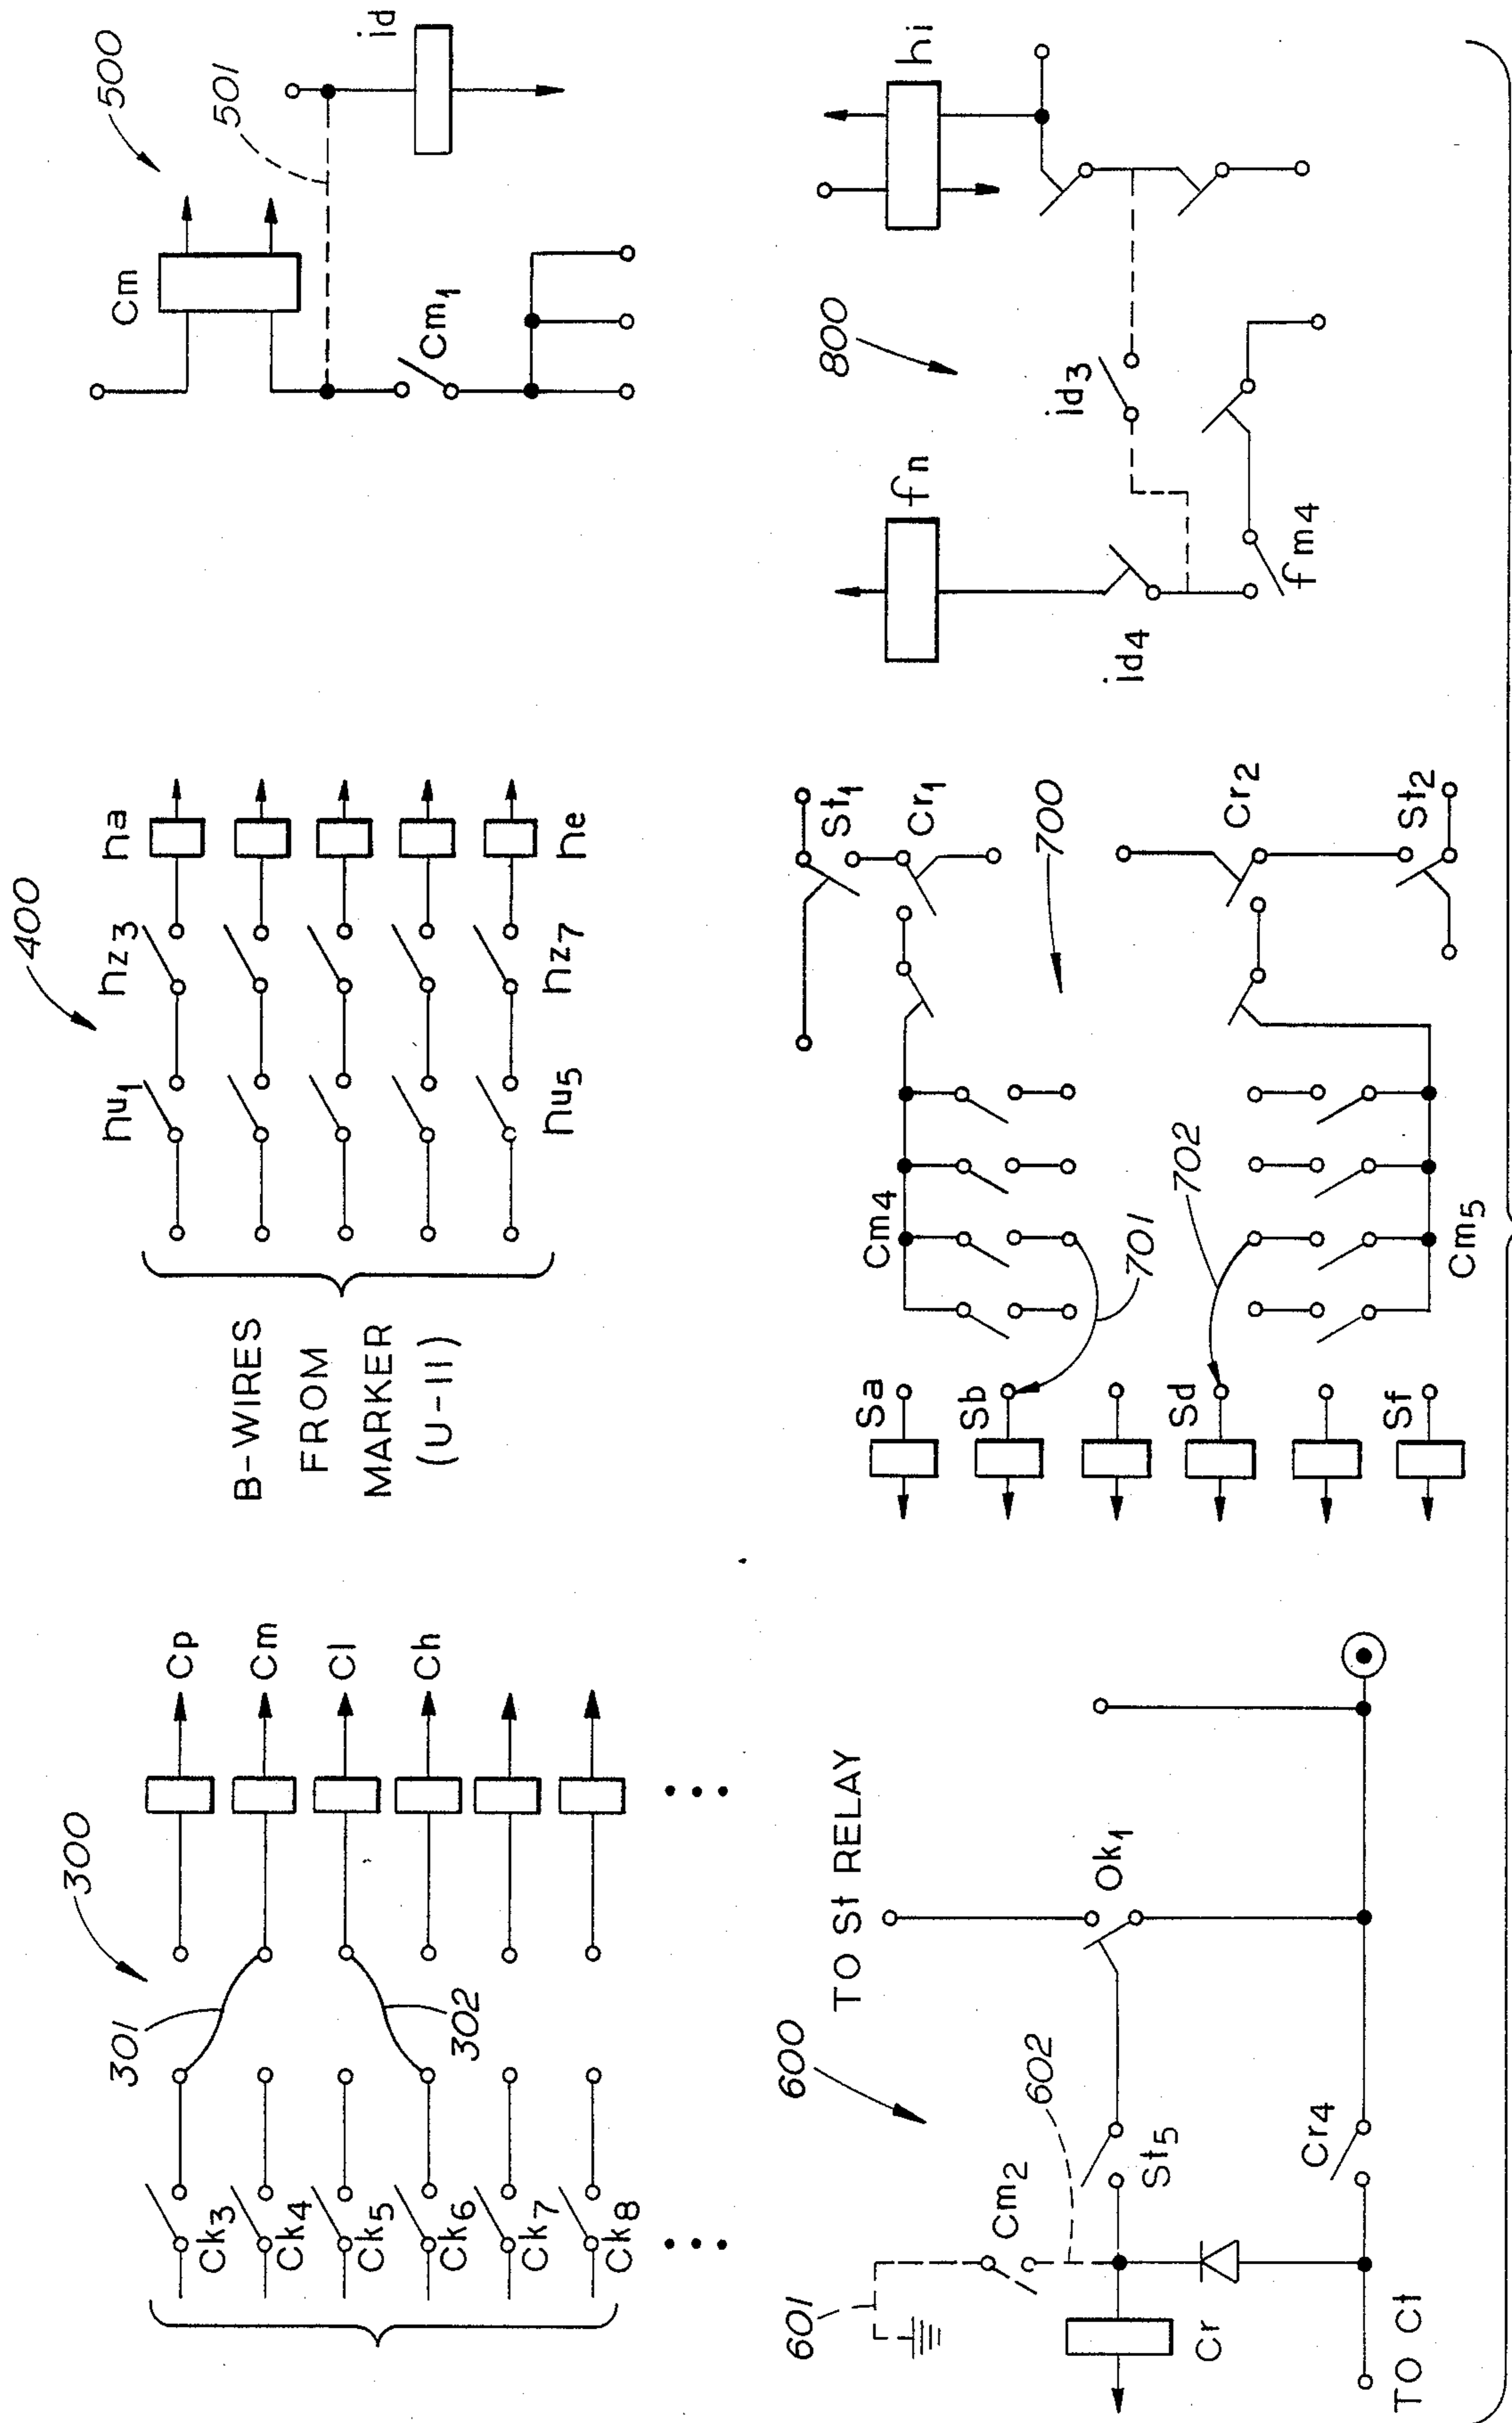 300
301
302
Ck3
Ck4
Ck5
Ck6
Ck7
Ck8
Cp
Cm
Cl
Ch
400
B-WIRES
FROM
MARKER
(U-11)
hu1
hu5
hz3
hz7
ha
he
500
501
Cm
Cm1
id
600
601
602
Cm2
Cr
St5
Ok1
Cr4
TO St RELAY
TO Ct
700
701
702
Sa
Sb
Sd
Sf
Cm4
Cm5
St1
Cr1
Cr2
St2
800
fn
hi
id3
id4
fm4